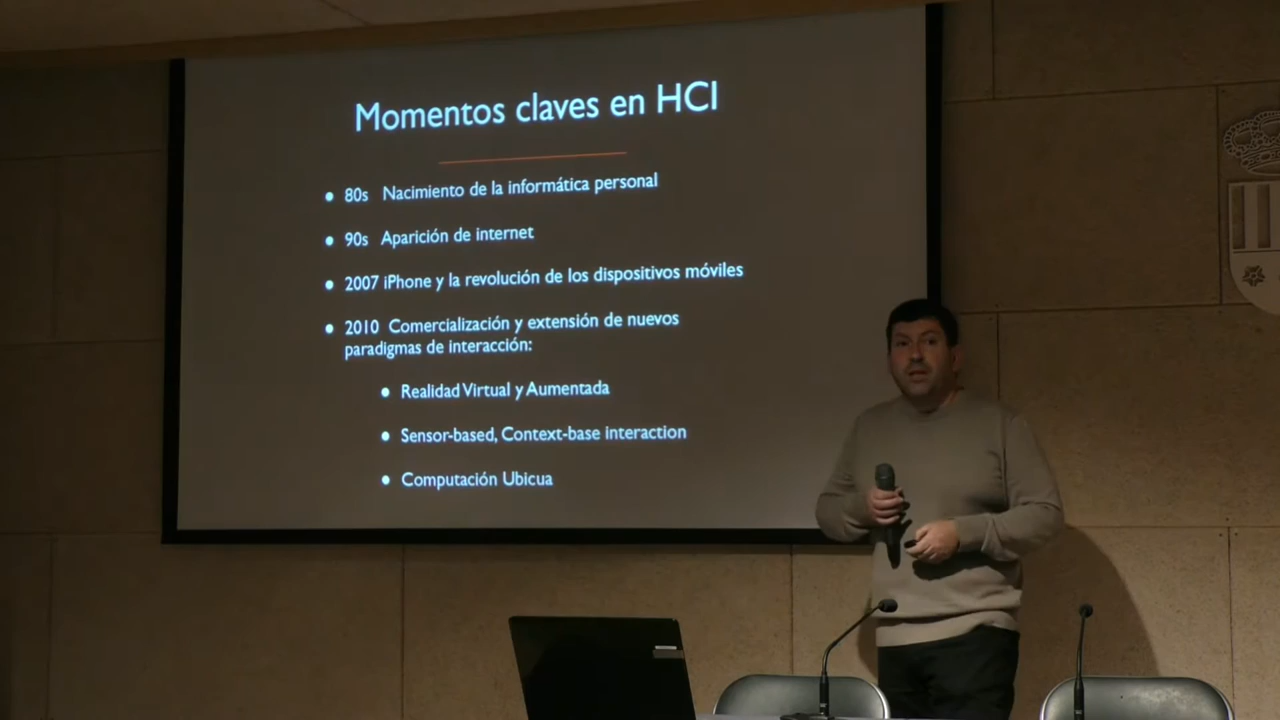 Momentos claves en HCI
• 80s Nacimiento de la informática personal
• 90s Aparición de internet
• 2007 iPhone y la revolución de los dispositivos móviles
• 2010 Comercialización y extensión de nuevos
paradigmas de interacción:
• Realidad Virtual y Aumentada
• Sensor-based, Context-base interaction
• Computación Ubicua